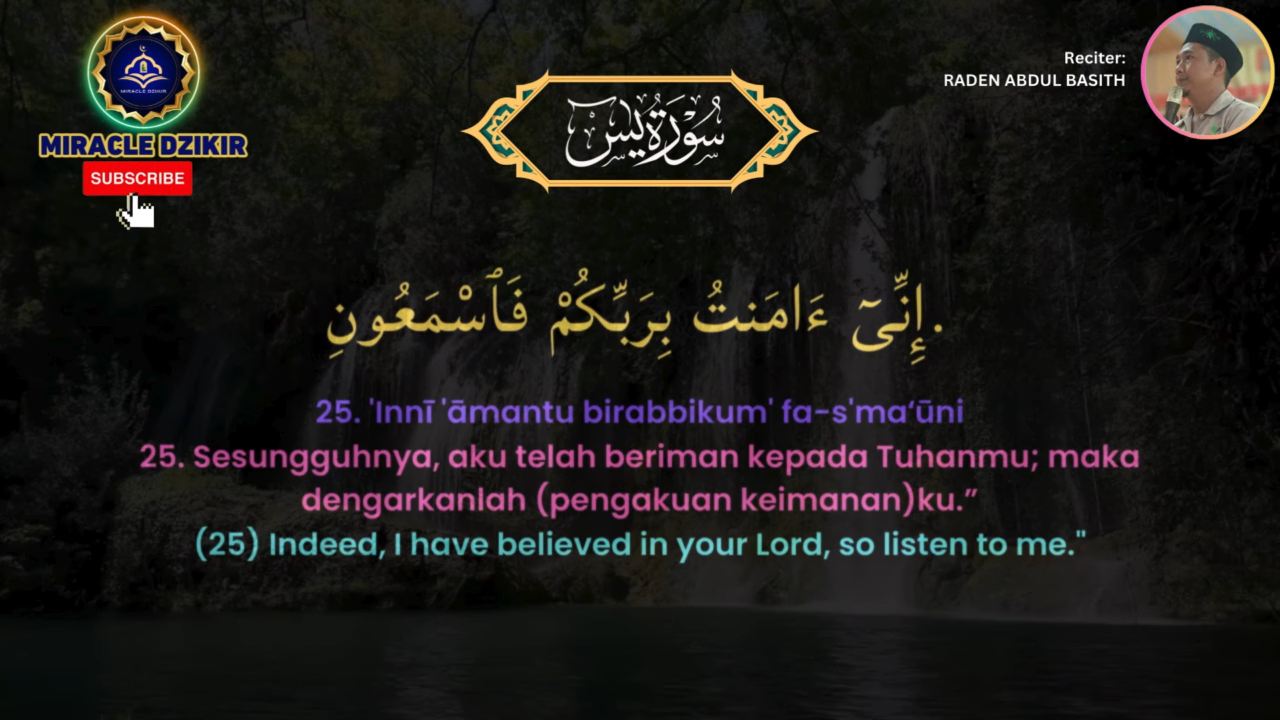 MIRACLE DZIKIR
MIRACLE DZIKIR
SUBSCRIBE
سُورَةُ يسٓ
Reciter:
RADEN ABDUL BASITH
.إِنِّىٓ ءَامَنتُ بِرَبِّكُمْ فَٱسْمَعُونِ
25. 'Innī 'āmantu birabbikum' fa-s'ma‘ūni
25. Sesungguhnya, aku telah beriman kepada Tuhanmu; maka
dengarkanlah (pengakuan keimanan)ku.”
(25) Indeed, I have believed in your Lord, so listen to me."